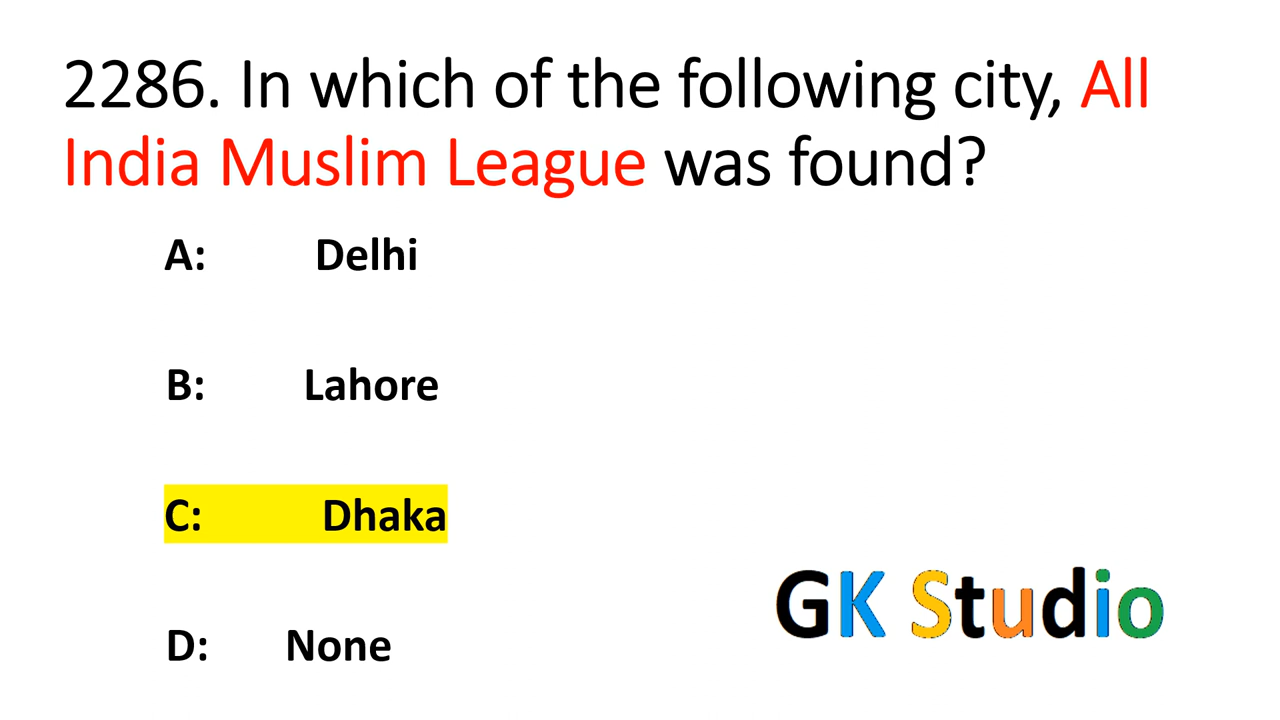 2286. In which of the following city, All
India Muslim League was found?
A: Delhi
B: Lahore
C: Dhaka
D: None
GK Studio